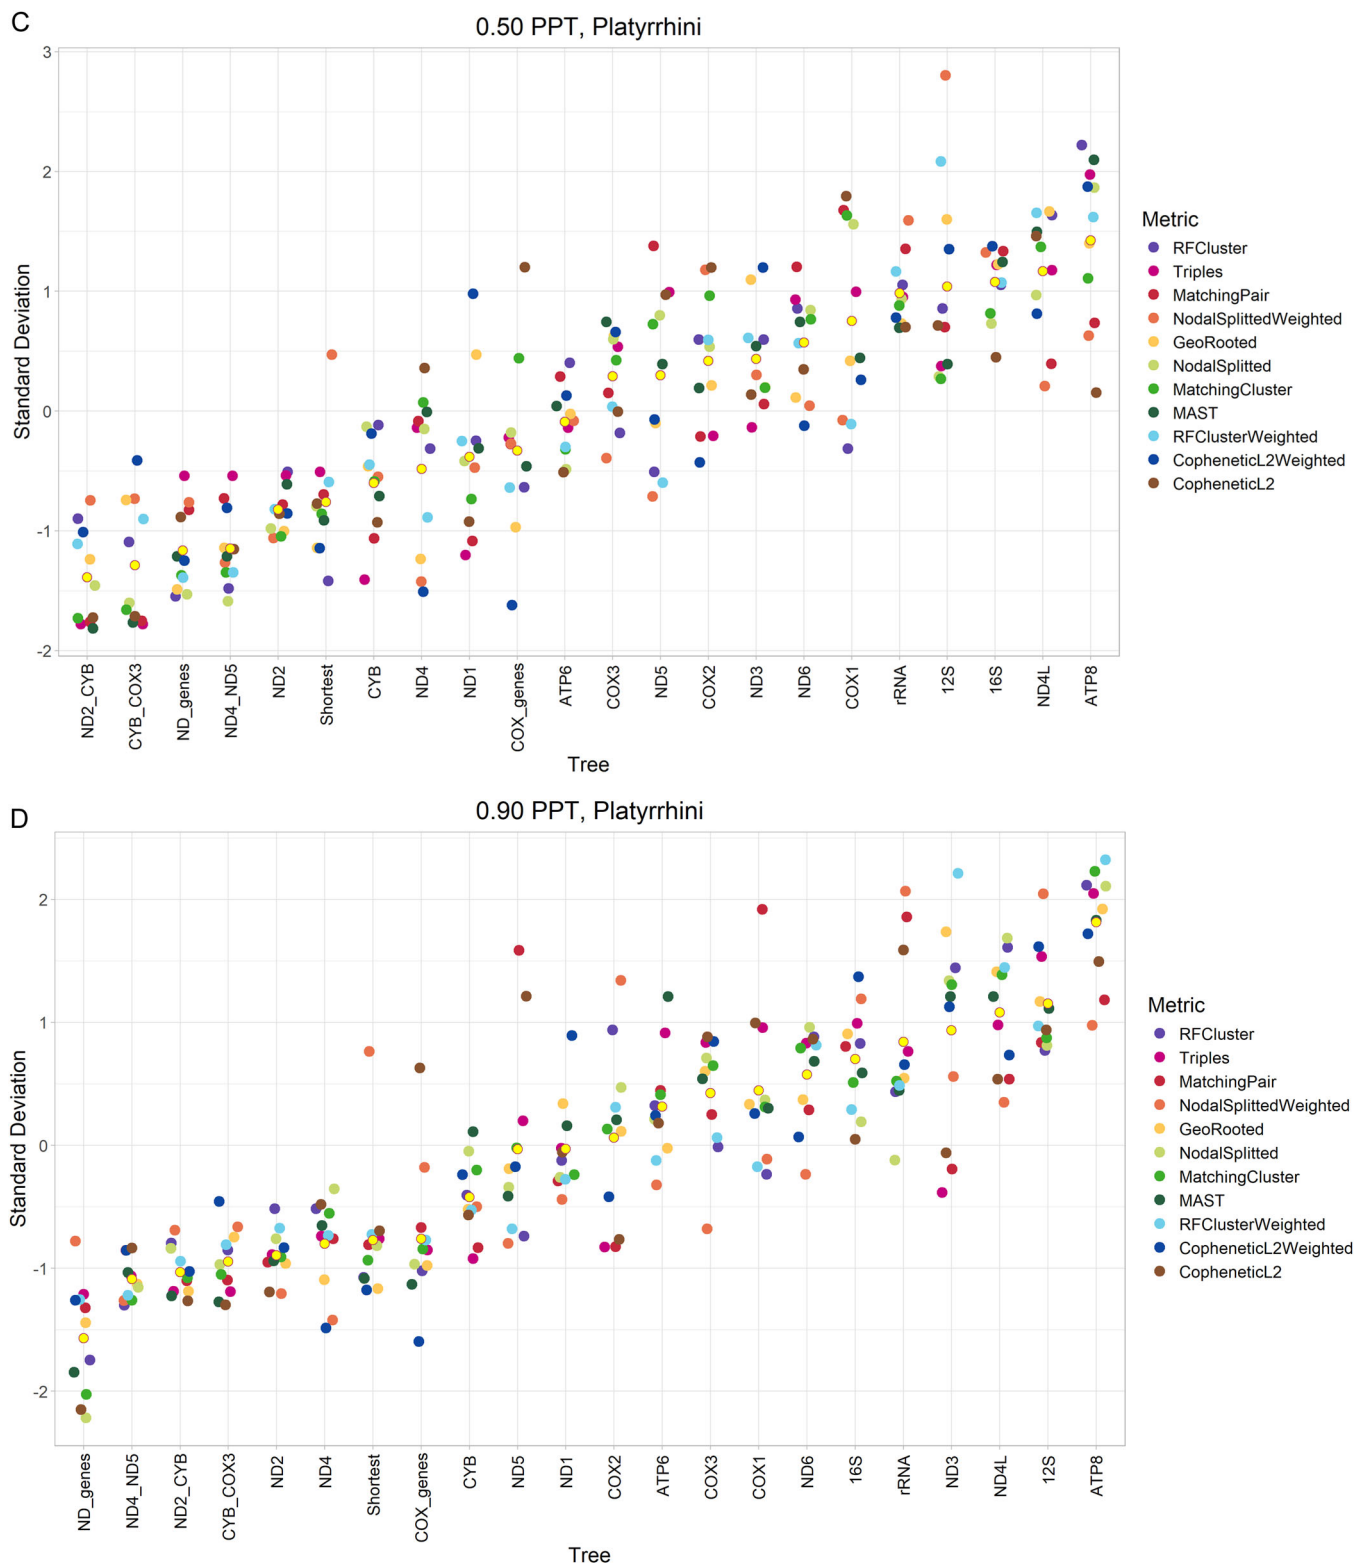 C
0.50 PPT, Platyrrhini
Standard Deviation
3
2
1
0
-1
-2
ND2_CYB
CYB_COX3
ND_genes
ND4_ND5
ND2
Shortest
CYB
ND4
ND1
COX_genes
ATP6
COX3
ND5
COX2
ND3
ND6
COX1
rRNA
12S
16S
ND4L
ATP8
Tree
Metric
RFCluster
Triples
MatchingPair
NodalSplittedWeighted
GeoRooted
NodalSplitted
MatchingCluster
MAST
RFClusterWeighted
CopheneticL2Weighted
CopheneticL2
D
0.90 PPT, Platyrrhini
Standard Deviation
2
1
0
-1
-2
ND_genes
ND4_ND5
ND2_CYB
CYB_COX3
ND2
ND4
Shortest
COX_genes
CYB
ND5
ND1
COX2
ATP6
COX3
COX1
ND6
16S
rRNA
ND3
ND4L
12S
ATP8
Tree
Metric
RFCluster
Triples
MatchingPair
NodalSplittedWeighted
GeoRooted
NodalSplitted
MatchingCluster
MAST
RFClusterWeighted
CopheneticL2Weighted
CopheneticL2